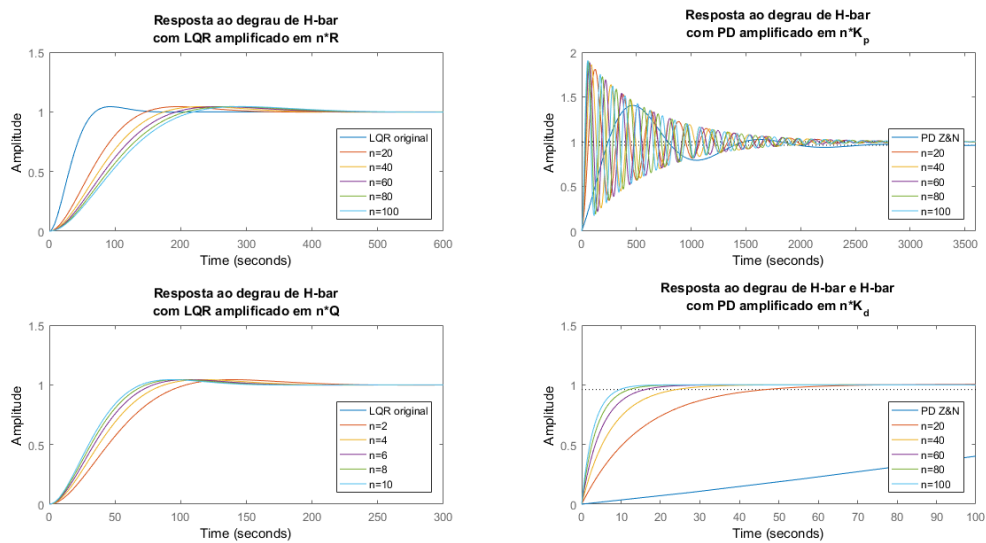 Resposta ao degrau de H-bar
com LQR amplificado em n*R
Amplitude
1.5
1
0.5
0
0 100 200 300 400 500 600
Time (seconds)
LQR original
n=20
n=40
n=60
n=80
n=100
Resposta ao degrau de H-bar
com PD amplificado em n*Kp
Amplitude
2
1.5
1
0.5
0
0 500 1000 1500 2000 2500 3000 3500
Time (seconds)
PD Z&N
n=20
n=40
n=60
n=80
n=100
Resposta ao degrau de H-bar
com LQR amplificado em n*Q
Amplitude
1.5
1
0.5
0
0 50 100 150 200 250 300
Time (seconds)
LQR original
n=2
n=4
n=6
n=8
n=10
Resposta ao degrau de H-bar e H-bar
com PD amplificado em n*Kd
Amplitude
1.5
1
0.5
0
0 10 20 30 40 50 60 70 80 90 100
Time (seconds)
PD Z&N
n=20
n=40
n=60
n=80
n=100